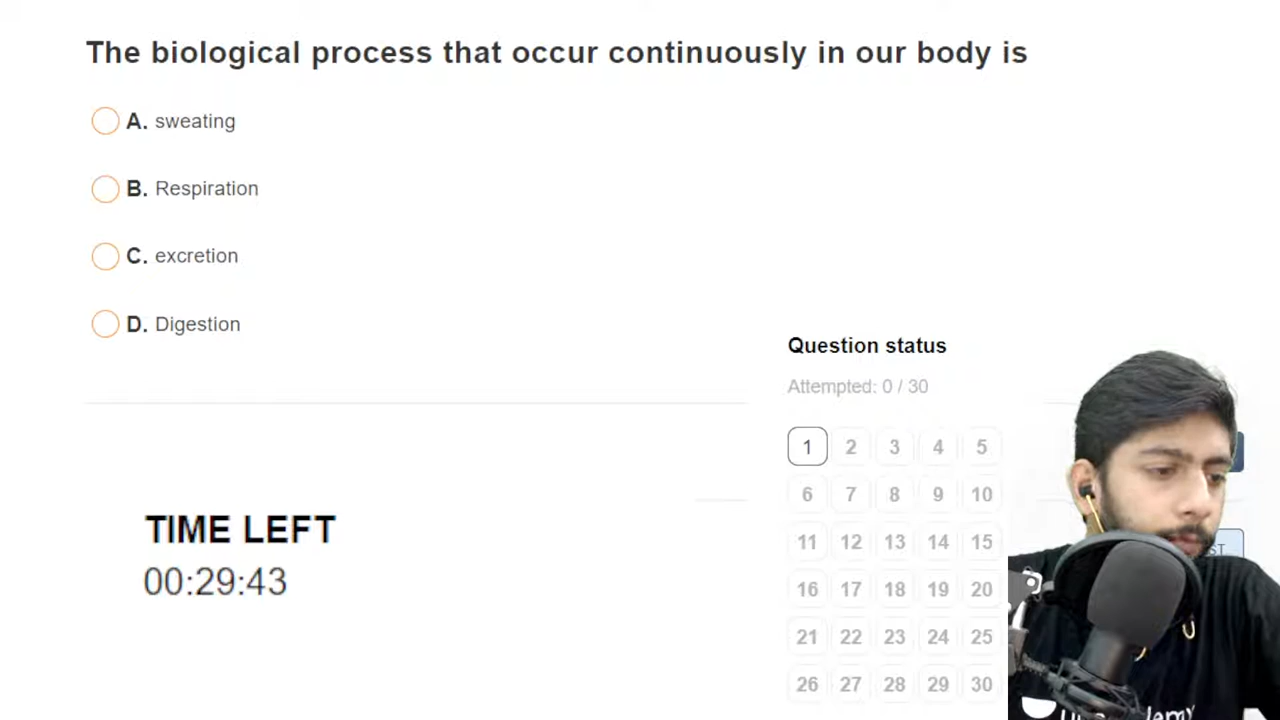 The biological process that occur continuously in our body is
A. sweating
B. Respiration
C. excretion
D. Digestion
Question status
Attempted: 0 / 30
1 2 3 4 5
6 7 8 9 10
11 12 13 14 15
16 17 18 19 20
21 22 23 24 25
26 27 28 29 30
TIME LEFT
00:29:43